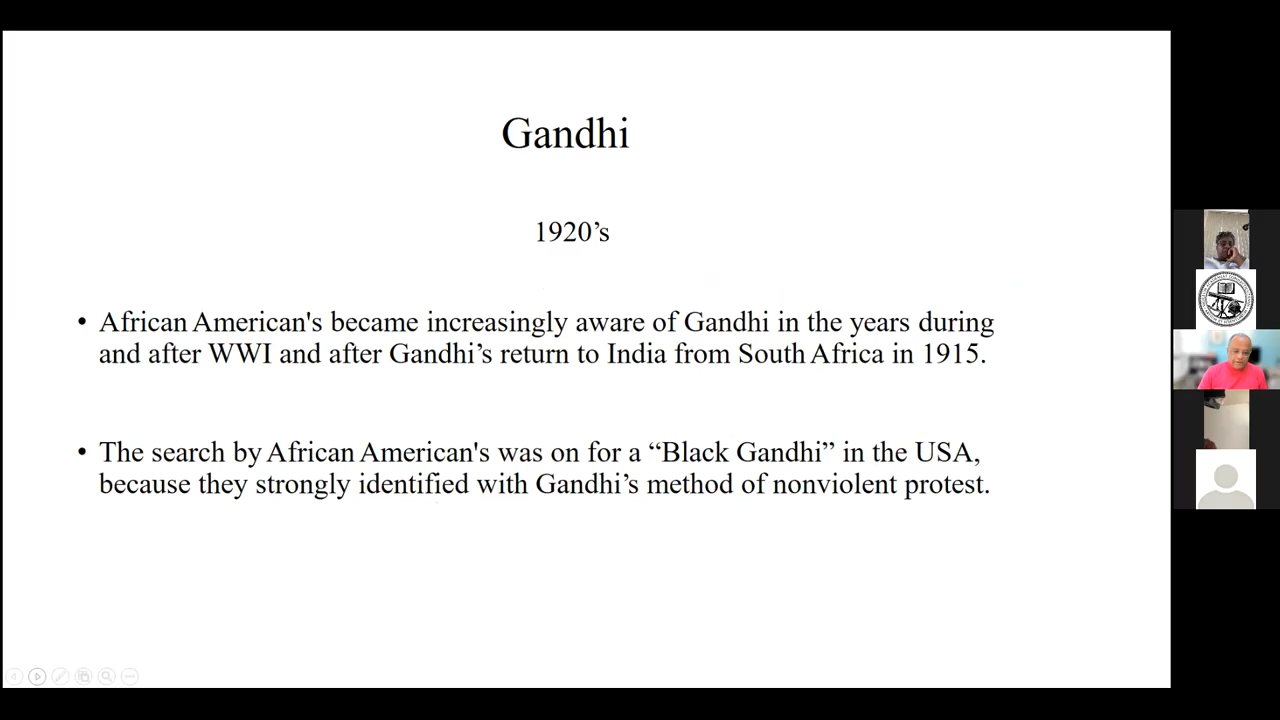 Gandhi
1920’s
• African American's became increasingly aware of Gandhi in the years during
and after WWI and after Gandhi’s return to India from South Africa in 1915.
• The search by African American's was on for a “Black Gandhi” in the USA,
because they strongly identified with Gandhi’s method of nonviolent protest.